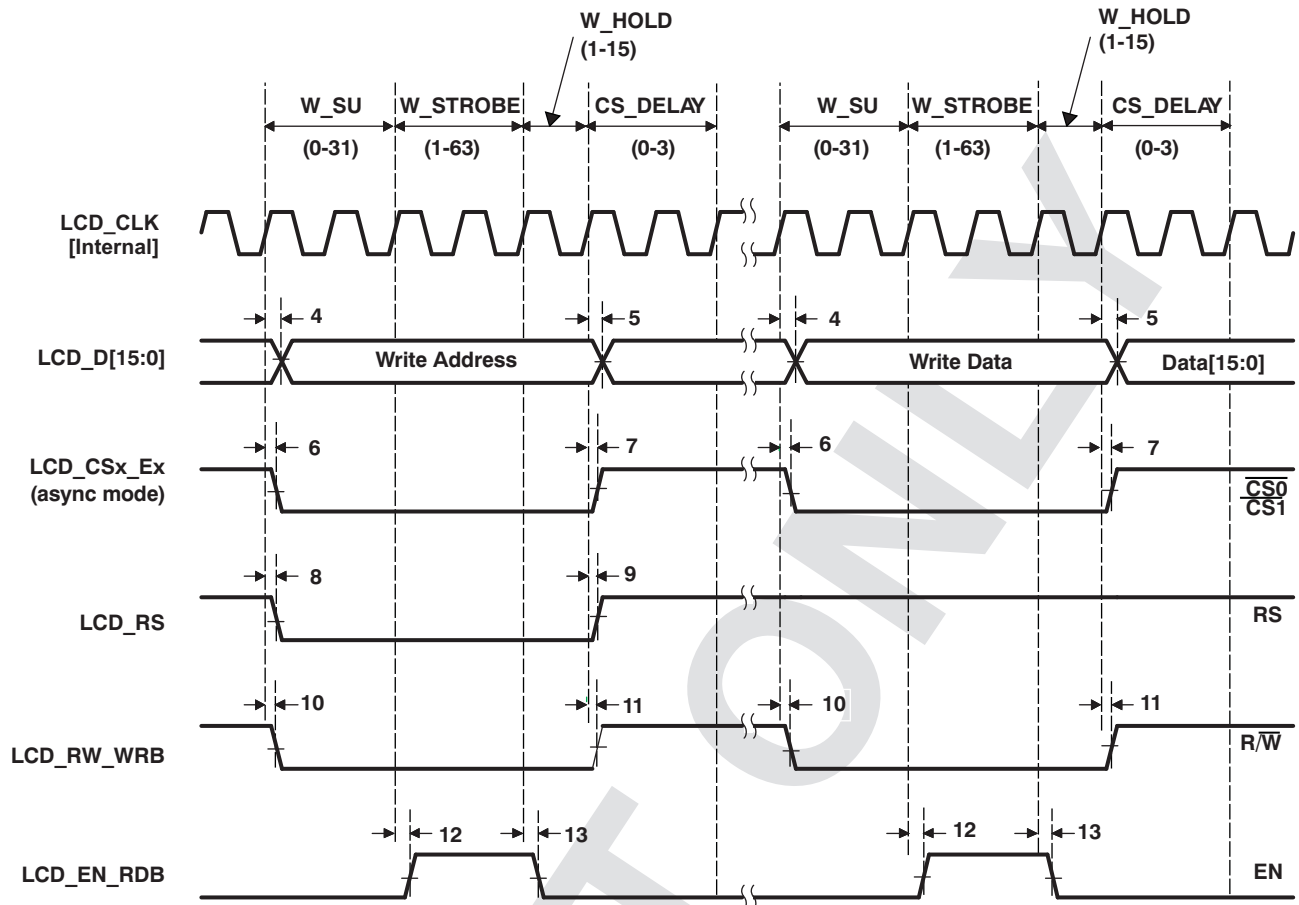 W_HOLD
(1-15)
W_HOLD
(1-15)
W_SU
W_STROBE
CS_DELAY
W_SU
W_STROBE
CS_DELAY
(0-31)
(1-63)
(0-3)
(0-31)
(1-63)
(0-3)
LCD_CLK
[Internal]
4
5
4
5
LCD_D[15:0]
Write Address
Write Data
Data[15:0]
6
7
6
7
LCD_CSx_Ex
(async mode)
CS0
CS1
8
9
LCD_RS
RS
10
11
10
11
LCD_RW_WRB
R/W
12
13
12
13
LCD_EN_RDB
EN
T ONLY